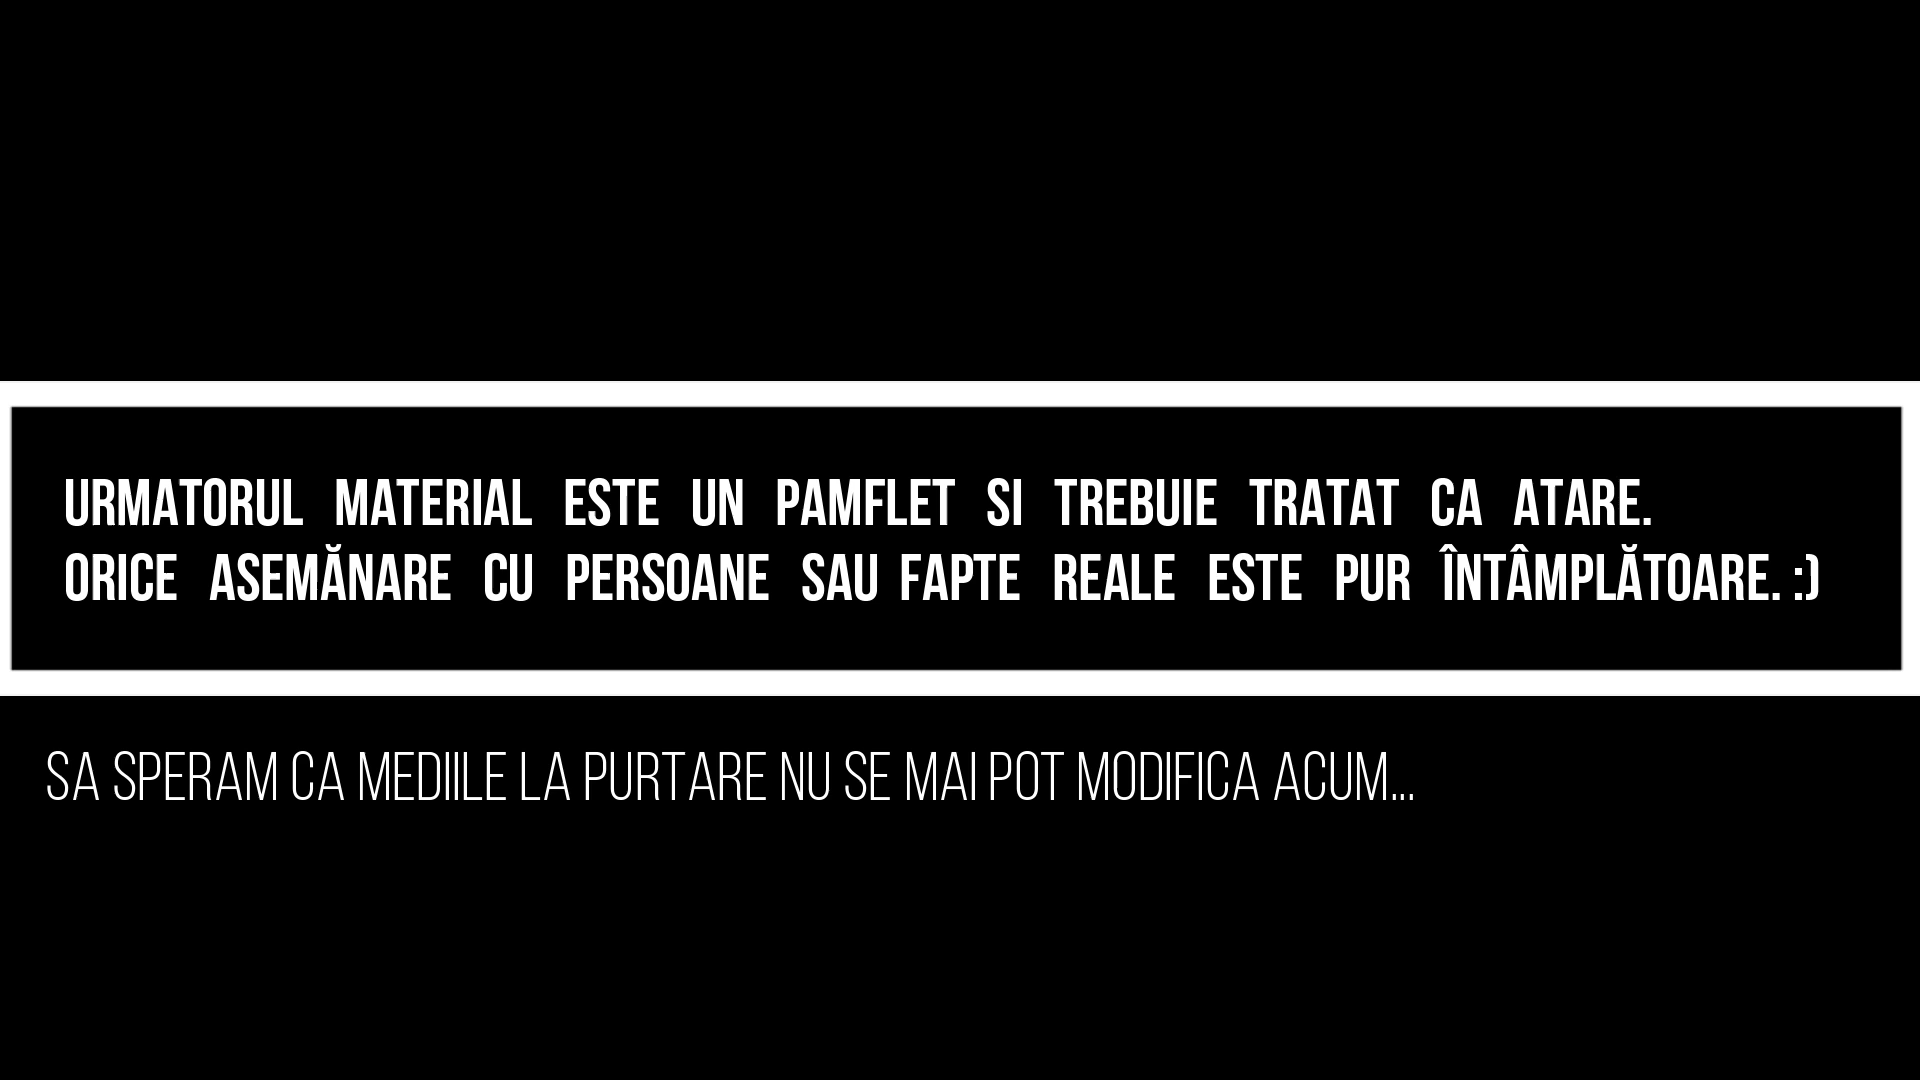 URMATORUL MATERIAL ESTE UN PAMFLET SI TREBUIE TRATAT CA ATARE.
ORICE ASEMĂNARE CU PERSOANE SAU FAPTE REALE ESTE PUR ÎNTÂMPLĂTOARE. :)
SA SPERAM CA MEDIILE LA PURTARE NU SE MAI POT MODIFICA ACUM...